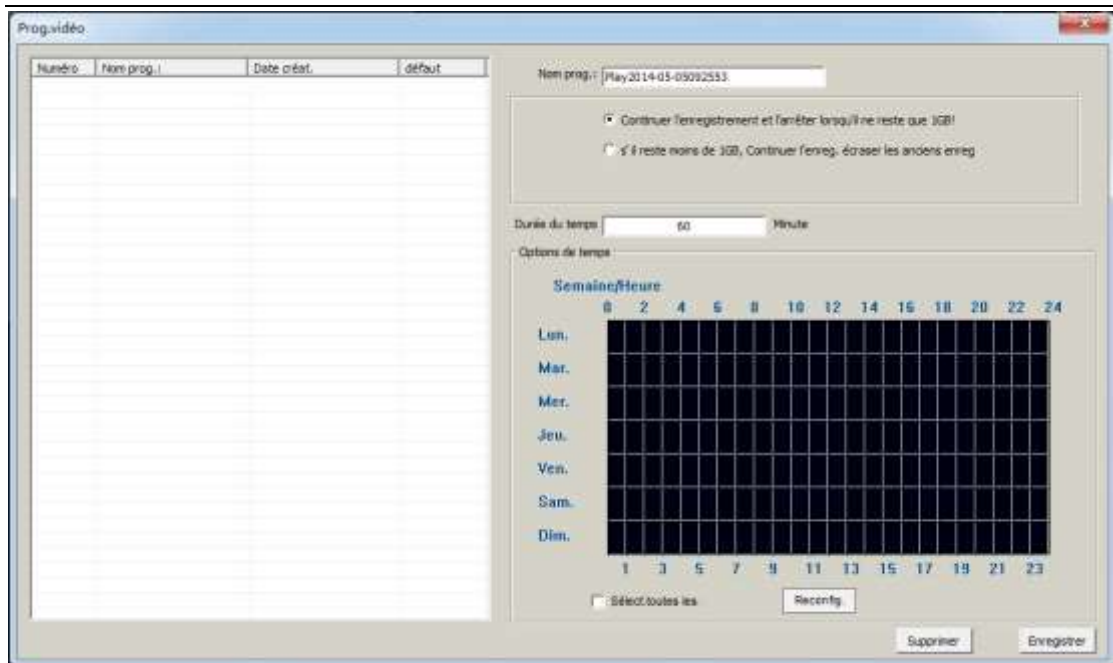 Prog.vidéo
Numéro Nom prog.: Date créat. défaut
Nom prog.: Play2014-05-05092553
Continuer l'enregistrement et l'arrêter lorsqu'il ne reste que 1GB!
s'il reste moins de 1GB, Continuer l'enreg. écraser les anciens enreg
Durée du temps 60 Minute
Options de temps
Semaine/Heure
0 2 4 6 8 10 12 14 16 18 20 22 24
Lun.
Mar.
Mer.
Jeu.
Ven.
Sam.
Dim.
1 3 5 7 9 11 13 15 17 19 21 23
Sélect.toutes les Reconfig.
Supprimer Enregistrer